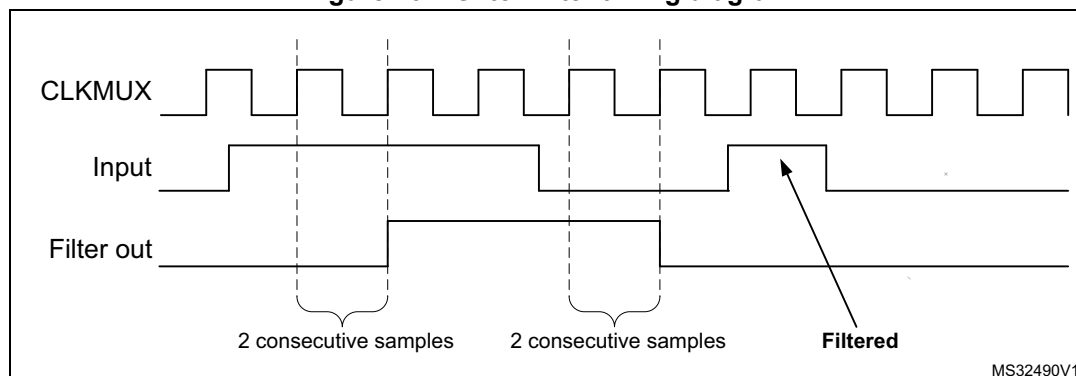 CLKMUX
Input
Filter out
2 consecutive samples
2 consecutive samples
Filtered
MS32490V1